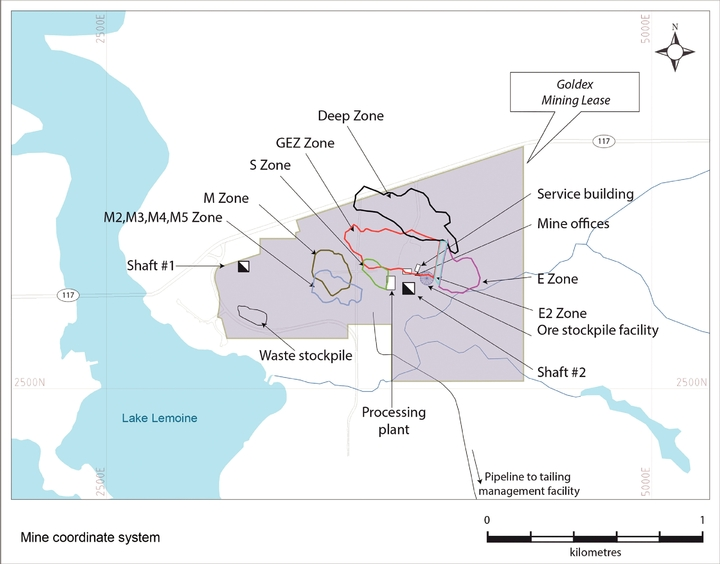 2500E
5000E
N
Goldex
Mining Lease
Deep Zone
117
GEZ Zone
S Zone
Service building
M Zone
Mine offices
M2,M3,M4,M5 Zone
Shaft #1
E Zone
117
E2 Zone
Ore stockpile facility
Waste stockpile
Shaft #2
2500N
2500N
Lake Lemoine
Processing
plant
Pipeline to tailing
management facility
2500E
5000E
0
1
kilometres
Mine coordinate system